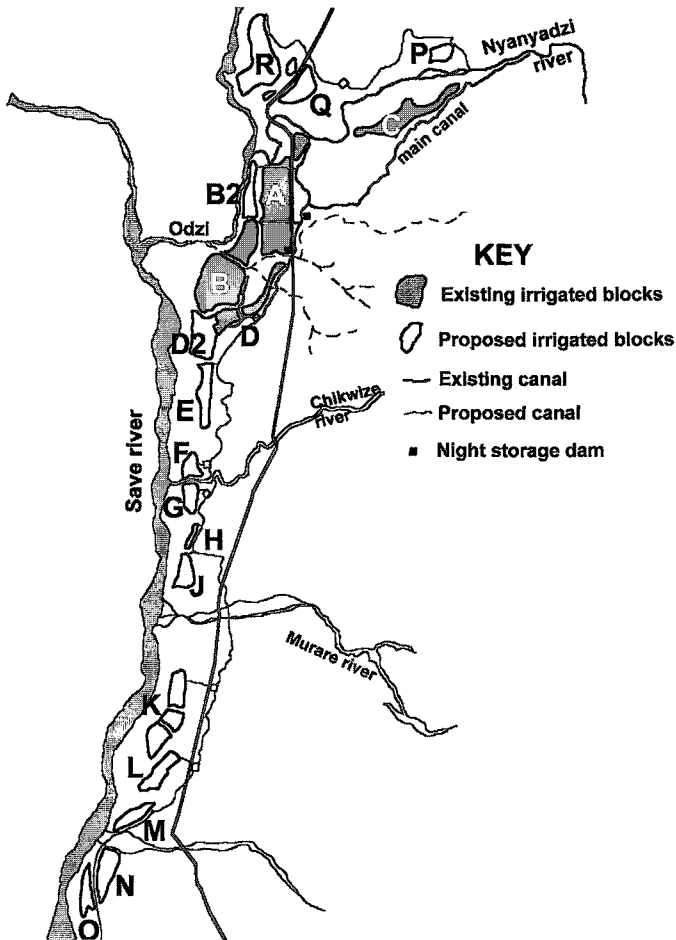 R
P
Nyanyadzi
river
Q
C
main canal
B2
A
Odzi
KEY
B
Existing irrigated blocks
D
D2
Proposed irrigated blocks
Existing canal
E
Chikwize
river
Proposed canal
Save river
F
Night storage dam
G
H
J
Murare river
K
L
M
N
O